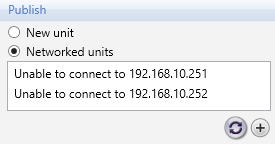 Publish
New unit
Networked units
Unable to connect to 192.168.10.251
Unable to connect to 192.168.10.252